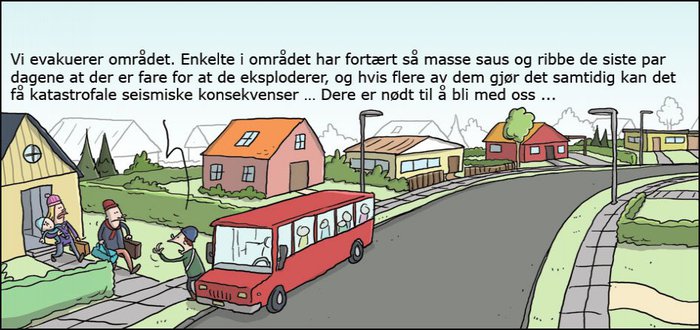 Vi evakuerer området. Enkelte i området har fortært så masse saus og ribbe de siste par
dagene at der er fare for at de eksploderer, og hvis flere av dem gjør det samtidig kan det
få katastrofale seismiske konsekvenser ... Dere er nødt til å bli med oss ...